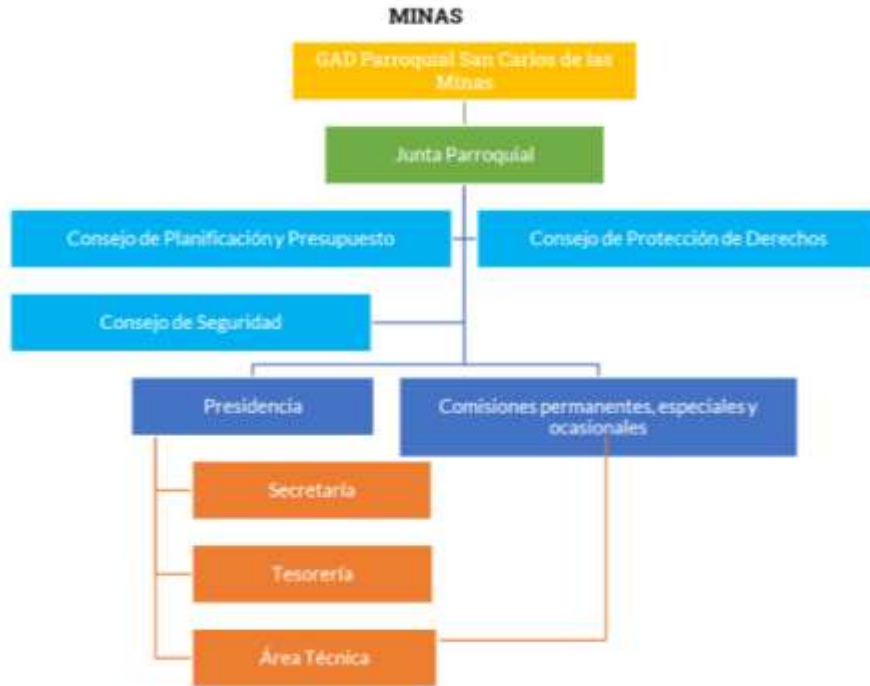 MINAS
GAD Parroquial San Carlos de las
Minas
Junta Parroquial
Consejo de Planificación y Presupuesto
Consejo de Protección de Derechos
Consejo de Seguridad
Presidencia
Comisiones permanentes, especiales y
ocasionales
Secretaría
Tesorería
Área Técnica